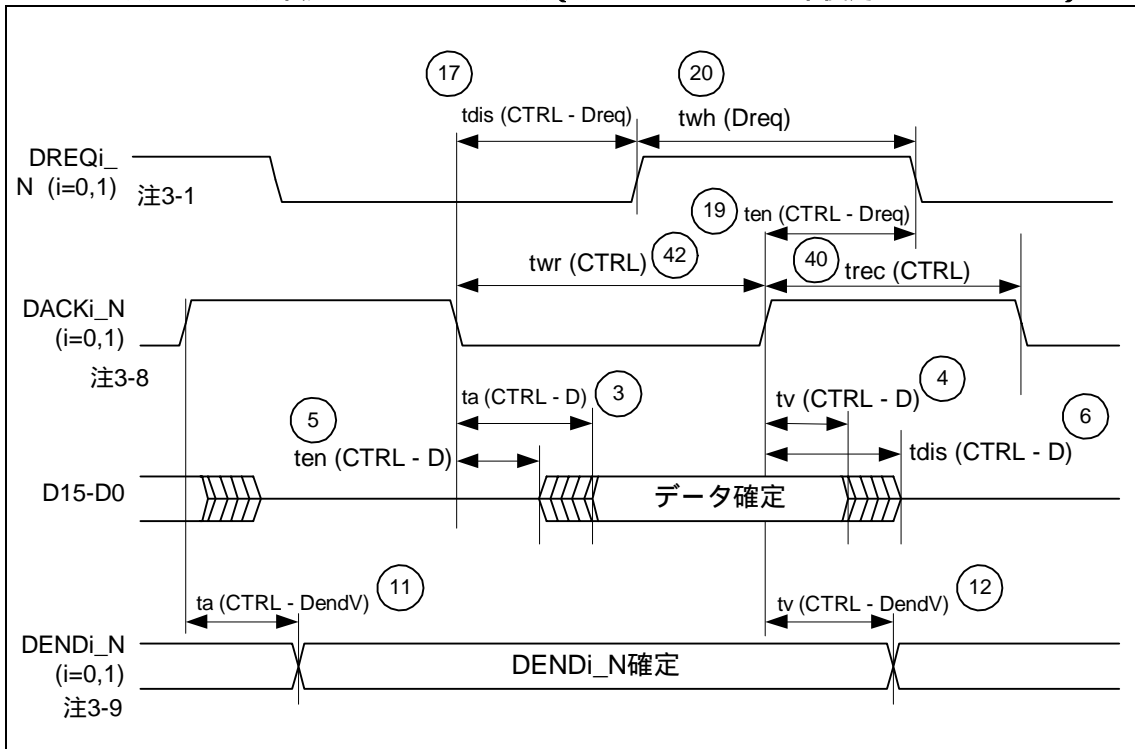 17
20
tdis (CTRL - Dreq)
twh (Dreq)
DREQi_
N (i=0,1)
注3-1
19
ten (CTRL - Dreq)
twr (CTRL)
42
40
trec (CTRL)
DACKi_N
(i=0,1)
注3-8
ta (CTRL - D)
3
4
tv (CTRL - D)
5
6
ten (CTRL - D)
tdis (CTRL - D)
D15-D0
データ確定
11
ta (CTRL - DendV)
12
tv (CTRL - DendV)
DENDi_N
(i=0,1)
DENDi_N確定
注3-9